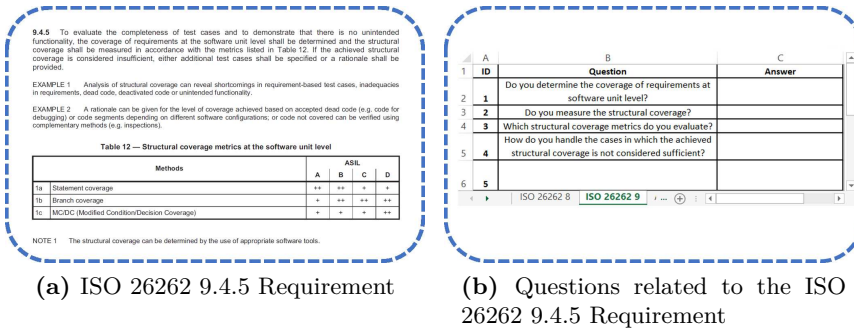 9.4.5 To evaluate the completeness of test cases and to demonstrate that there is no unintended
functionality, the coverage of requirements at the software unit level shall be determined and the structural
coverage shall be measured in accordance with the metrics listed in Table 12. If the achieved structural
coverage is considered insufficient, either additional test cases shall be specified or a rationale shall be
provided.
EXAMPLE 1 Analysis of structural coverage can reveal shortcomings in requirement-based test cases, inadequacies
in requirements, dead code, deactivated code or unintended functionality.
EXAMPLE 2 A rationale can be given for the level of coverage achieved based on accepted dead code (e.g. code for
debugging) or code segments depending on different software configurations; or code not covered can be verified using
complementary methods (e.g. inspections).
Table 12 — Structural coverage metrics at the software unit level
Methods ASIL
A B C D
1a Statement coverage ++ ++ + +
1b Branch coverage + ++ ++ ++
1c MC/DC (Modified Condition/Decision Coverage) + + + ++
NOTE 1 The structural coverage can be determined by the use of appropriate software tools.
(a) ISO 26262 9.4.5 Requirement
A B C
1 ID Question Answer
Do you determine the coverage of requirements at
2 1 software unit level?
3 2 Do you measure the structural coverage?
4 3 Which structural coverage metrics do you evaluate?
How do you handle the cases in which the achieved
5 4 structural coverage is not considered sufficient?
6 5
ISO 26262 8 ISO 26262 9 ...
(b) Questions related to the ISO
26262 9.4.5 Requirement